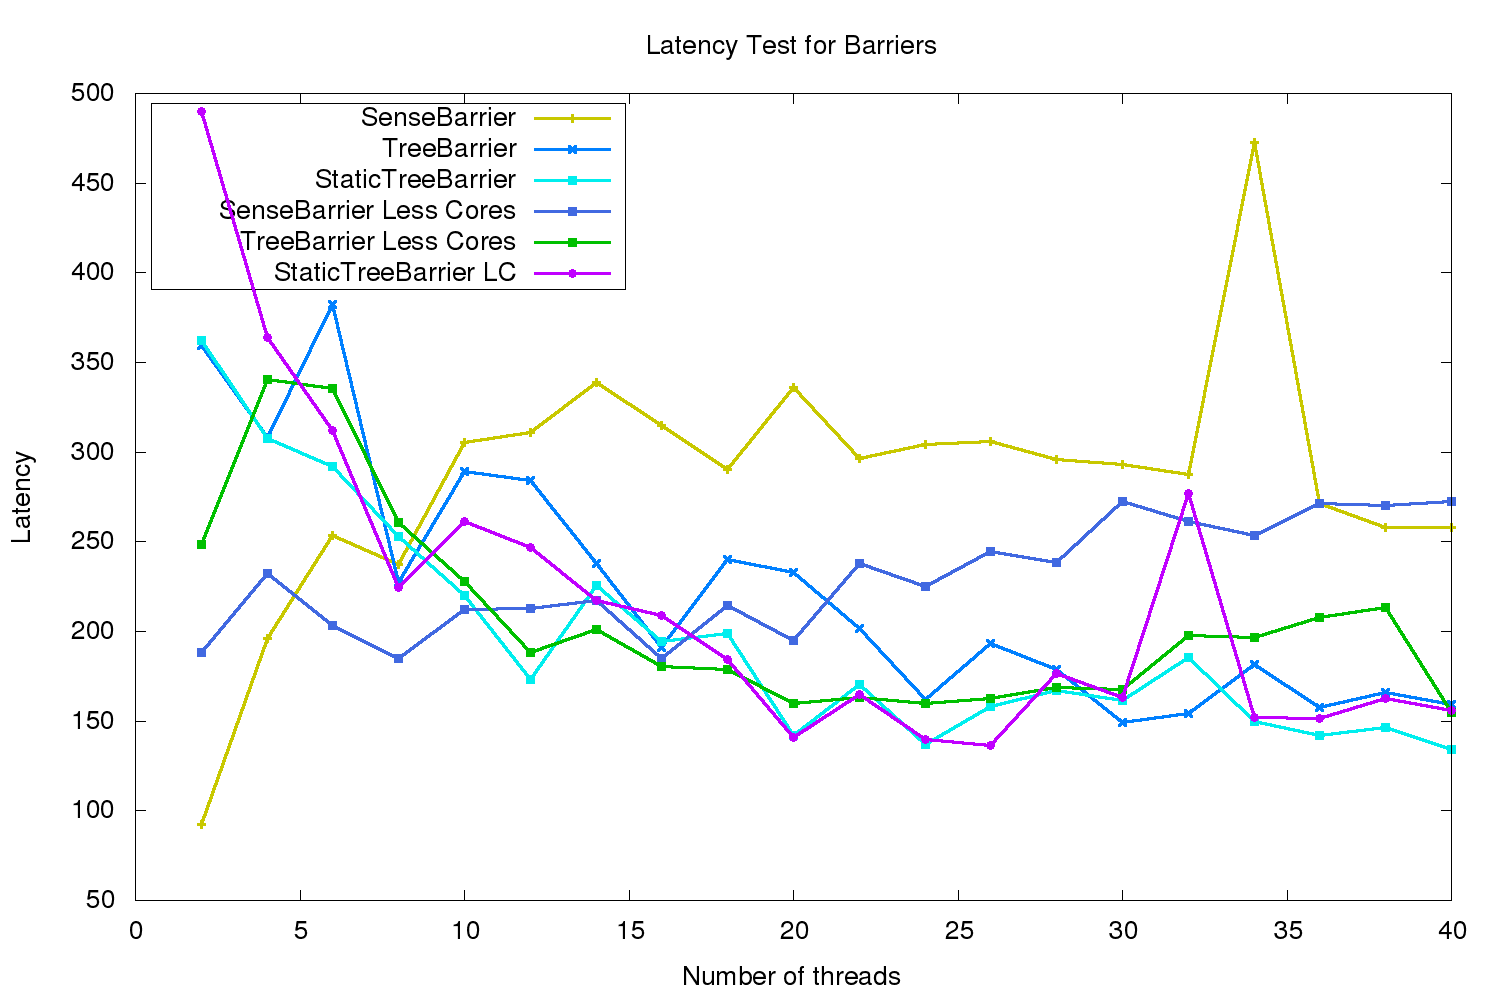 Latency Test for Barriers
500
450
400
350
300
250
200
150
100
50
Latency
SenseBarrier
TreeBarrier
StaticTreeBarrier
SenseBarrier Less Cores
TreeBarrier Less Cores
StaticTreeBarrier LC
0 5 10 15 20 25 30 35 40
Number of threads